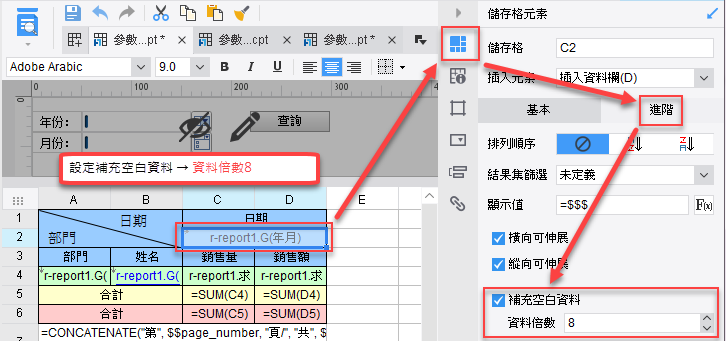 儲存格元素
參數...pt *
參數...cpt
參數...pt *
儲存格
C2
Adobe Arabic
9.0
B
插入元素
插入資料欄(D)
0
100
200
300
基本
進階
年份:
查詢
月份:
排列順序
設定補充空白資料 → 資料倍數8
結果集篩選
未定義
顯示值
=$$$
F(x)
A
B
C
D
E
1
日期
日期
橫向可伸展
2
部門
r-report1.G(年月)
縱向可伸展
3
部門
姓名
銷售量
銷售額
4
r-report1.G(
-report1.G(
r-report1.求
r-report1.求
補充空白資料
5
合計
=SUM(C4)
=SUM(D4)
資料倍數
8
6
合計
=SUM(C5)
=SUM(D5)
7
=CONCATENATE("第", $$page_number, "頁/", "共", $